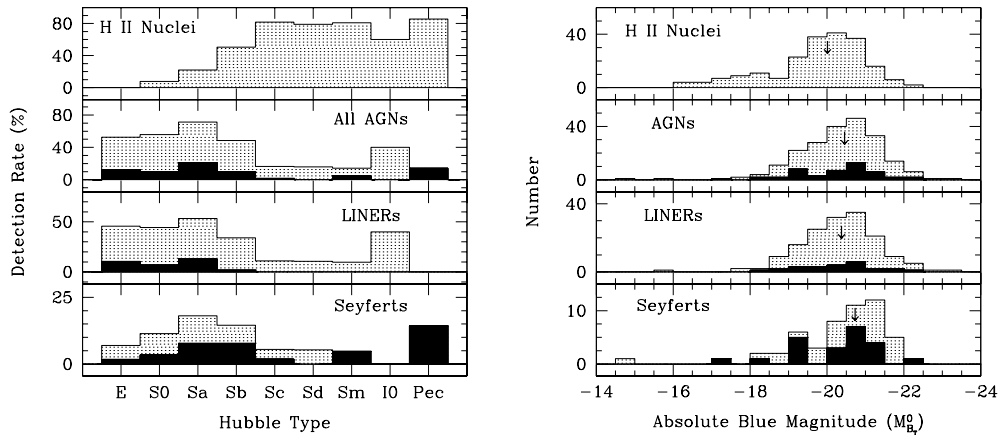 H II Nuclei
80
40
0
All AGNs
80
40
0
LINERs
50
0
Seyferts
25
0
Detection Rate (%)
E S0 Sa Sb Sc Sd Sm I0 Pec
Hubble Type
H II Nuclei
40
0
AGNs
40
0
LINERs
40
0
Seyferts
10
0
Number
−14 −16 −18 −20 −22 −24
Absolute Blue Magnitude (M⁰_{B_T})